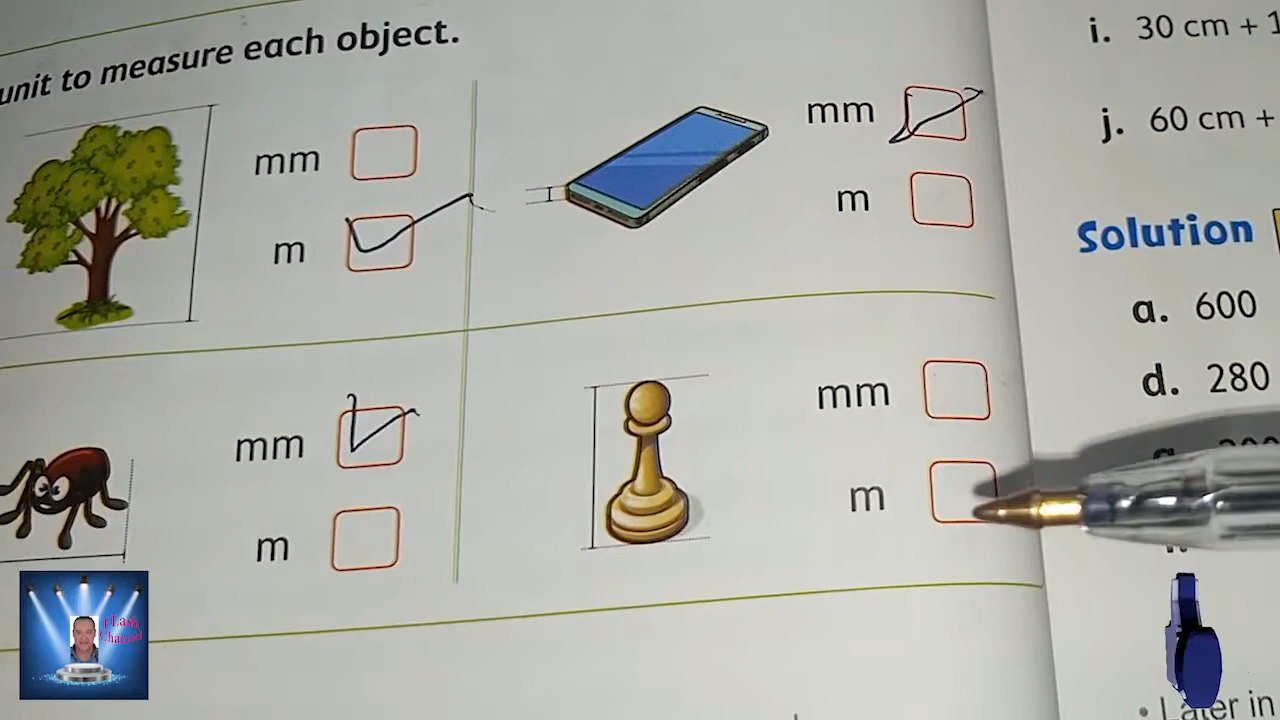 unit to measure each object.
mm
m
mm
m
mm
m
mm
m
i. 30 cm + 1
j. 60 cm +
Solution
a. 600
d. 280
• Later in
FLash
Channel